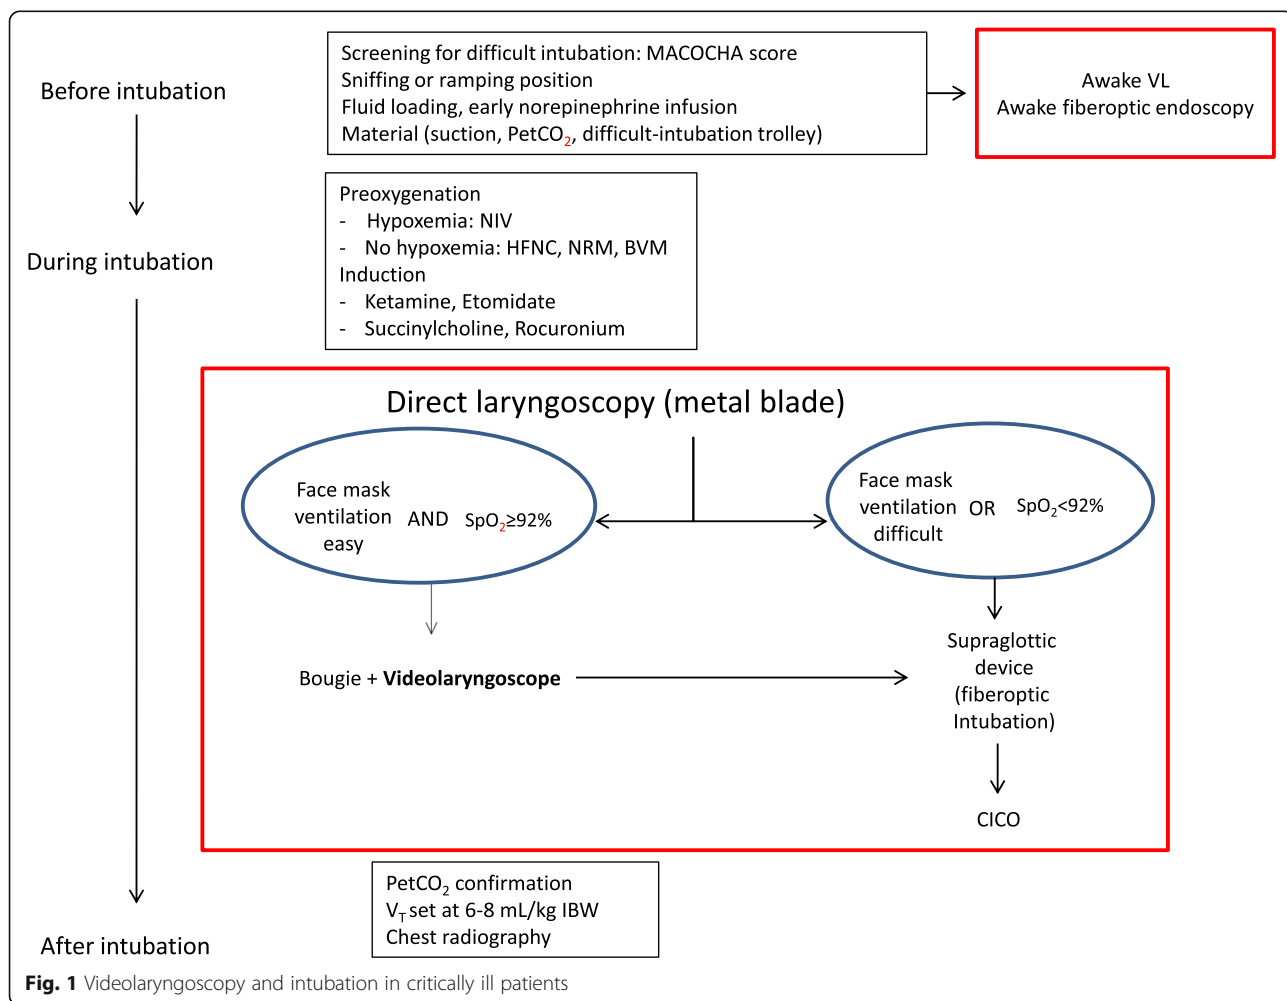 Before intubation
Screening for difficult intubation: MACOCHA score
Sniffing or ramping position
Fluid loading, early norepinephrine infusion
Material (suction, PetCO2, difficult-intubation trolley)
Awake VL
Awake fiberoptic endoscopy
During intubation
Preoxygenation
- Hypoxemia: NIV
- No hypoxemia: HFNC, NRM, BVM
Induction
- Ketamine, Etomidate
- Succinylcholine, Rocuronium
Direct laryngoscopy (metal blade)
Face mask
ventilation
easy
AND
SpO2≥92%
Face mask
ventilation
difficult
OR
SpO2<92%
Bougie + Videolaryngoscope
Supraglottic
device
(fiberoptic
Intubation)
CICO
After intubation
PetCO2 confirmation
VT set at 6-8 mL/kg IBW
Chest radiography
Fig. 1 Videolaryngoscopy and intubation in critically ill patients